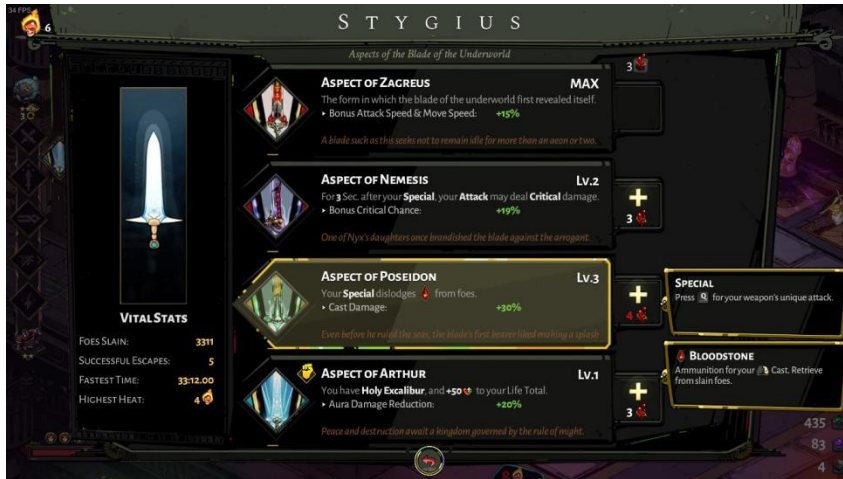 34 FPS
6
STYGIUS
Aspects of the Blade of the Underworld
3
ASPECT OF ZAGREUS MAX
The form in which the blade of the underworld first revealed itself.
Bonus Attack Speed & Move Speed: +15%
A blade such as this seeks not to remain idle for more than an aeon or two.
ASPECT OF NEMESIS Lv.2
For 3 Sec. after your Special, your Attack may deal Critical damage.
Bonus Critical Chance: +19%
One of Nyx's daughters once brandished the blade against the arrogant.
+
3
ASPECT OF POSEIDON Lv.3
Your Special dislodges from foes.
Cast Damage: +30%
Even before he ruled the seas, the blade's first bearer liked making a splash
+
4
ASPECT OF ARTHUR Lv.1
You have Holy Excalibur, and +50 to your Life Total.
Aura Damage Reduction: +20%
Peace and destruction await a kingdom governed by the rule of might.
+
3
VITAL STATS
FOES SLAIN: 3311
SUCCESSFUL ESCAPES: 5
FASTEST TIME: 33:12.00
HIGHEST HEAT: 4
SPECIAL
Press Q for your weapon's unique attack.
BLOODSTONE
Ammunition for your Cast. Retrieve
from slain foes.
3
435
83
4